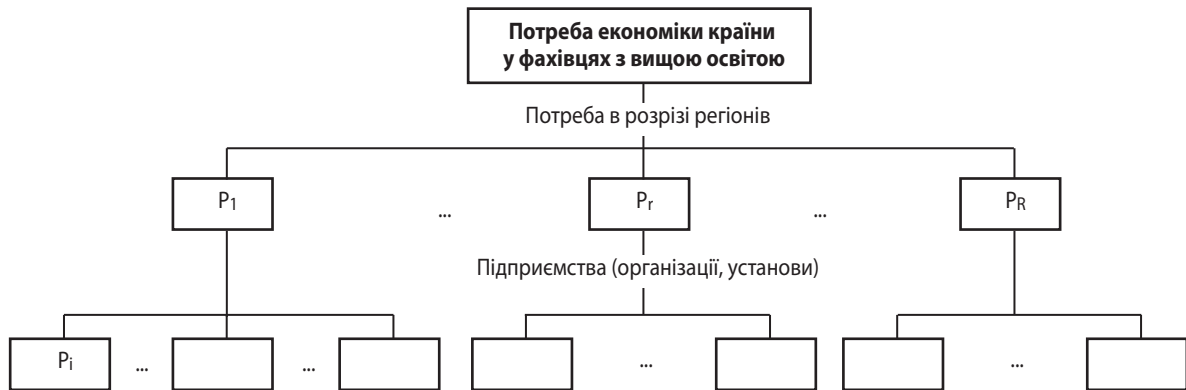 Потреба економіки країни
у фахівцях з вищою освітою
Потреба в розрізі регіонів
P1 ... Pr ... PR
Підприємства (організації, установи)
Pi ... ... ... ...